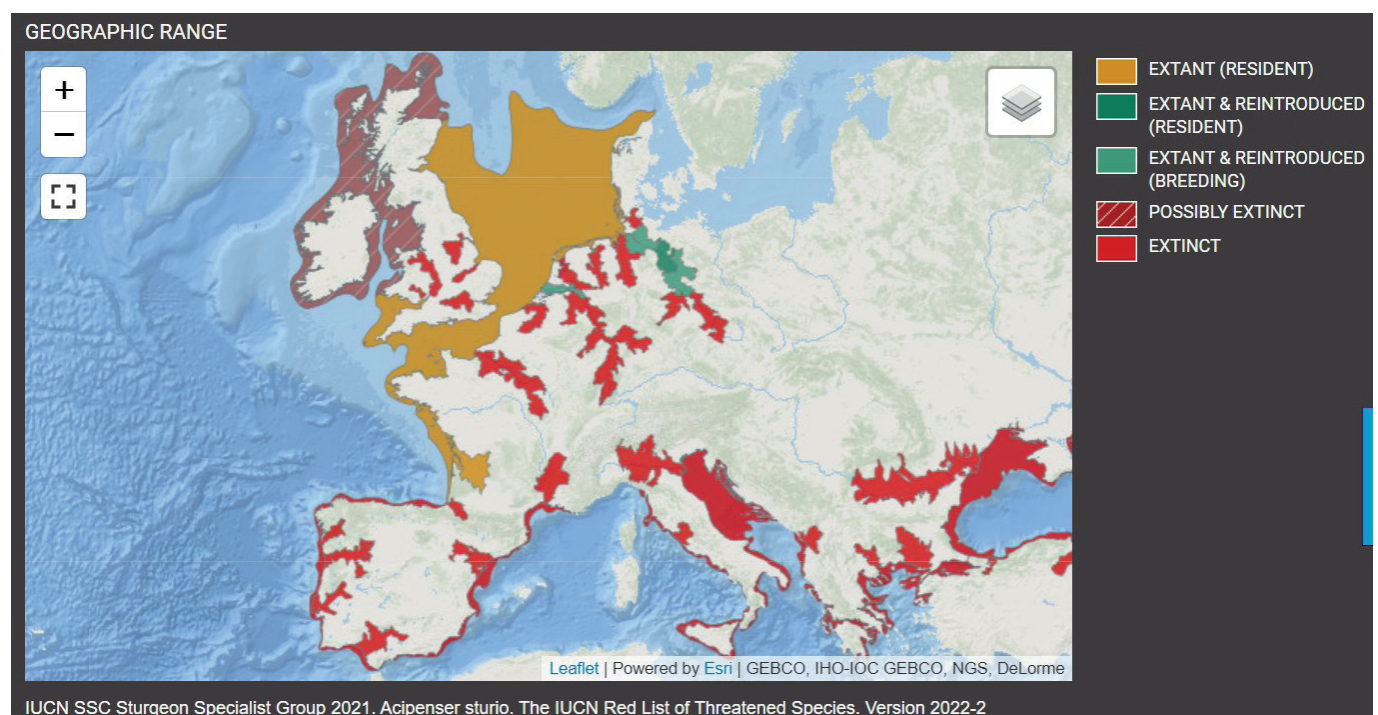 GEOGRAPHIC RANGE
+
−
EXTANT (RESIDENT)
EXTANT & REINTRODUCED
(RESIDENT)
EXTANT & REINTRODUCED
(BREEDING)
POSSIBLY EXTINCT
EXTINCT
Leaflet | Powered by Esri | GEBCO, IHO-IOC GEBCO, NGS, DeLorme
IUCN SSC Sturgeon Specialist Group 2021. Acipenser sturio. The IUCN Red List of Threatened Species. Version 2022-2